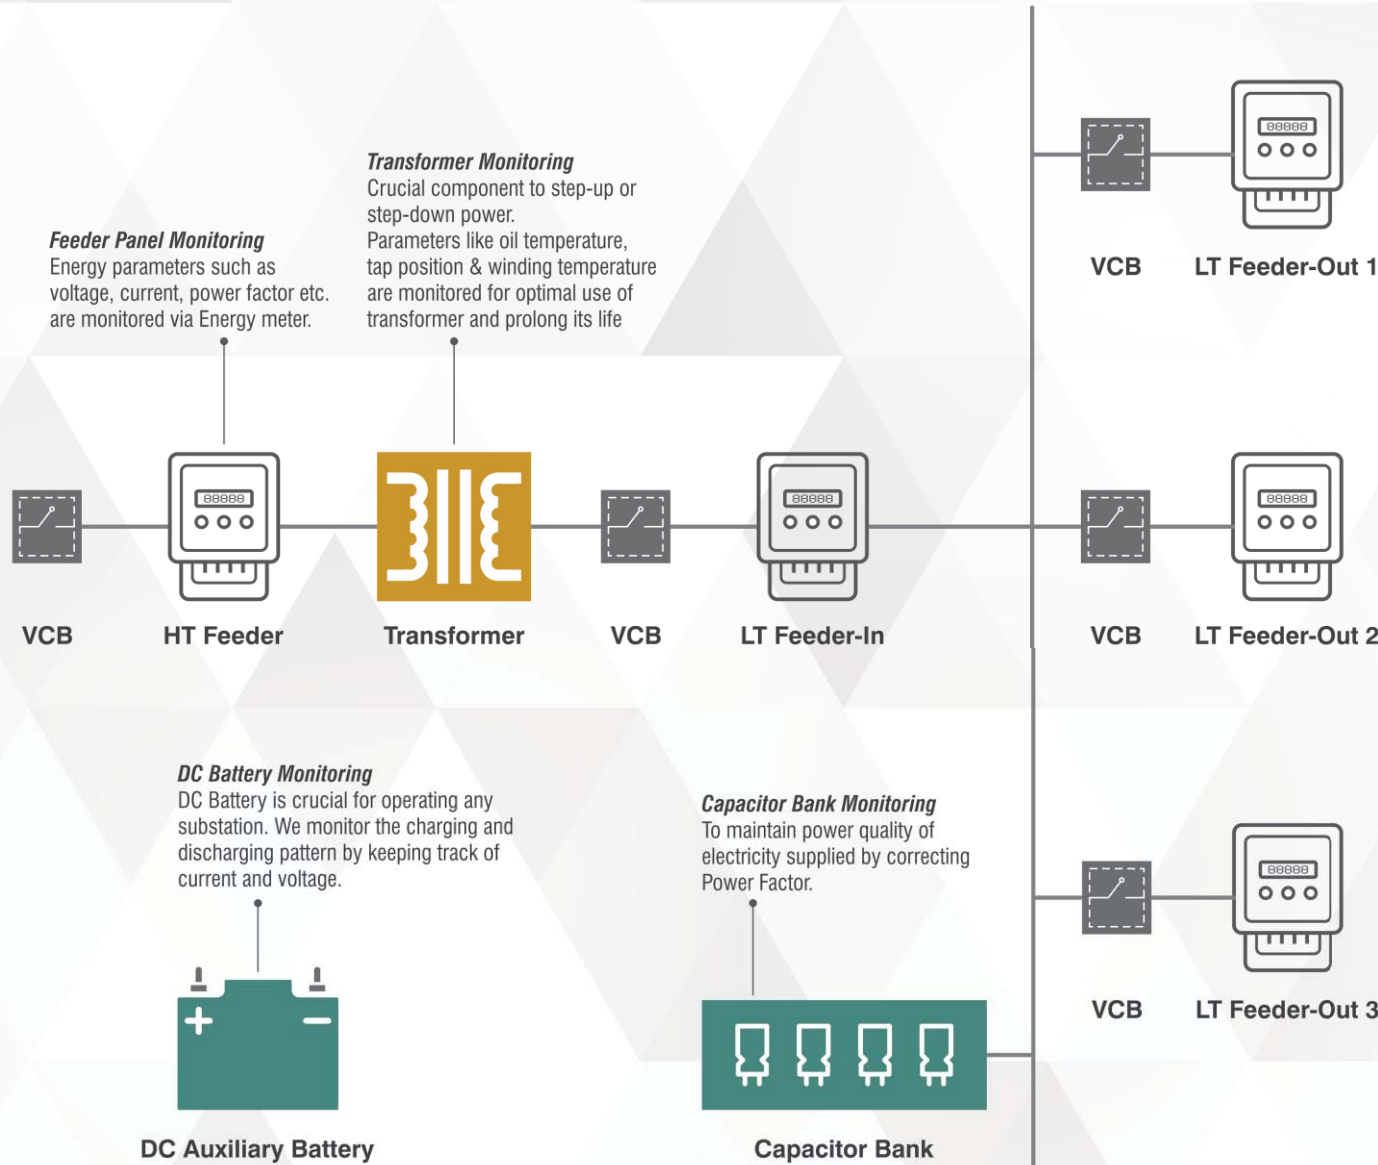 Transformer Monitoring
Crucial component to step-up or
step-down power.
Parameters like oil temperature,
tap position & winding temperature
are monitored for optimal use of
transformer and prolong its life
Feeder Panel Monitoring
Energy parameters such as
voltage, current, power factor etc.
are monitored via Energy meter.
88888
VCB
LT Feeder-Out 1
88888
88888
88888
VCB
HT Feeder
Transformer
VCB
LT Feeder-In
VCB
LT Feeder-Out 2
DC Battery Monitoring
DC Battery is crucial for operating any
substation. We monitor the charging and
discharging pattern by keeping track of
current and voltage.
Capacitor Bank Monitoring
To maintain power quality of
electricity supplied by correcting
Power Factor.
88888
VCB
LT Feeder-Out 3
DC Auxiliary Battery
Capacitor Bank